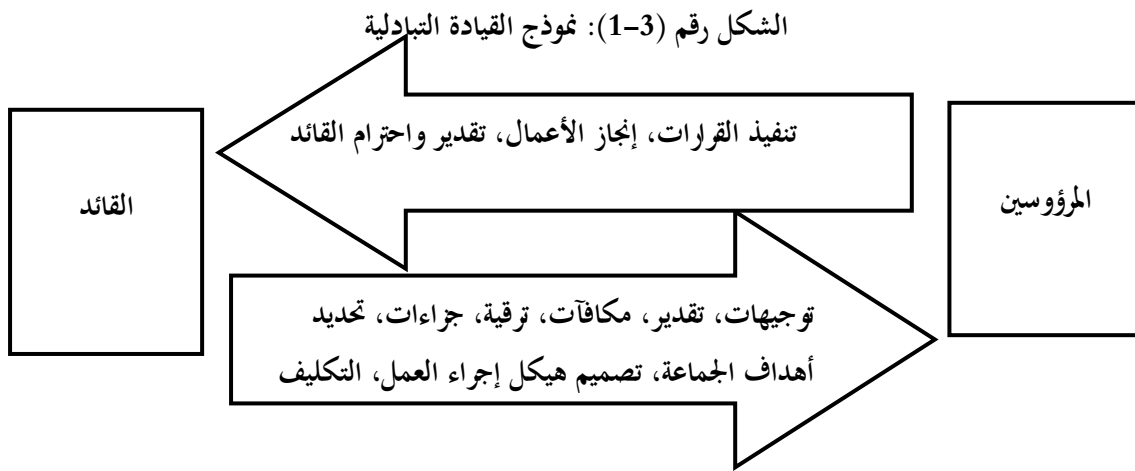 الشكل رقم (3-1): نموذج القيادة التبادلية
المرؤوسين
تنفيذ القرارات، إنجاز الأعمال، تقدير واحترام القائد
القائد
توجيهات، تقدير، مكافآت، ترقية، جزاءات، تحديد
أهداف الجماعة، تصميم هيكل إجراء العمل، التكليف